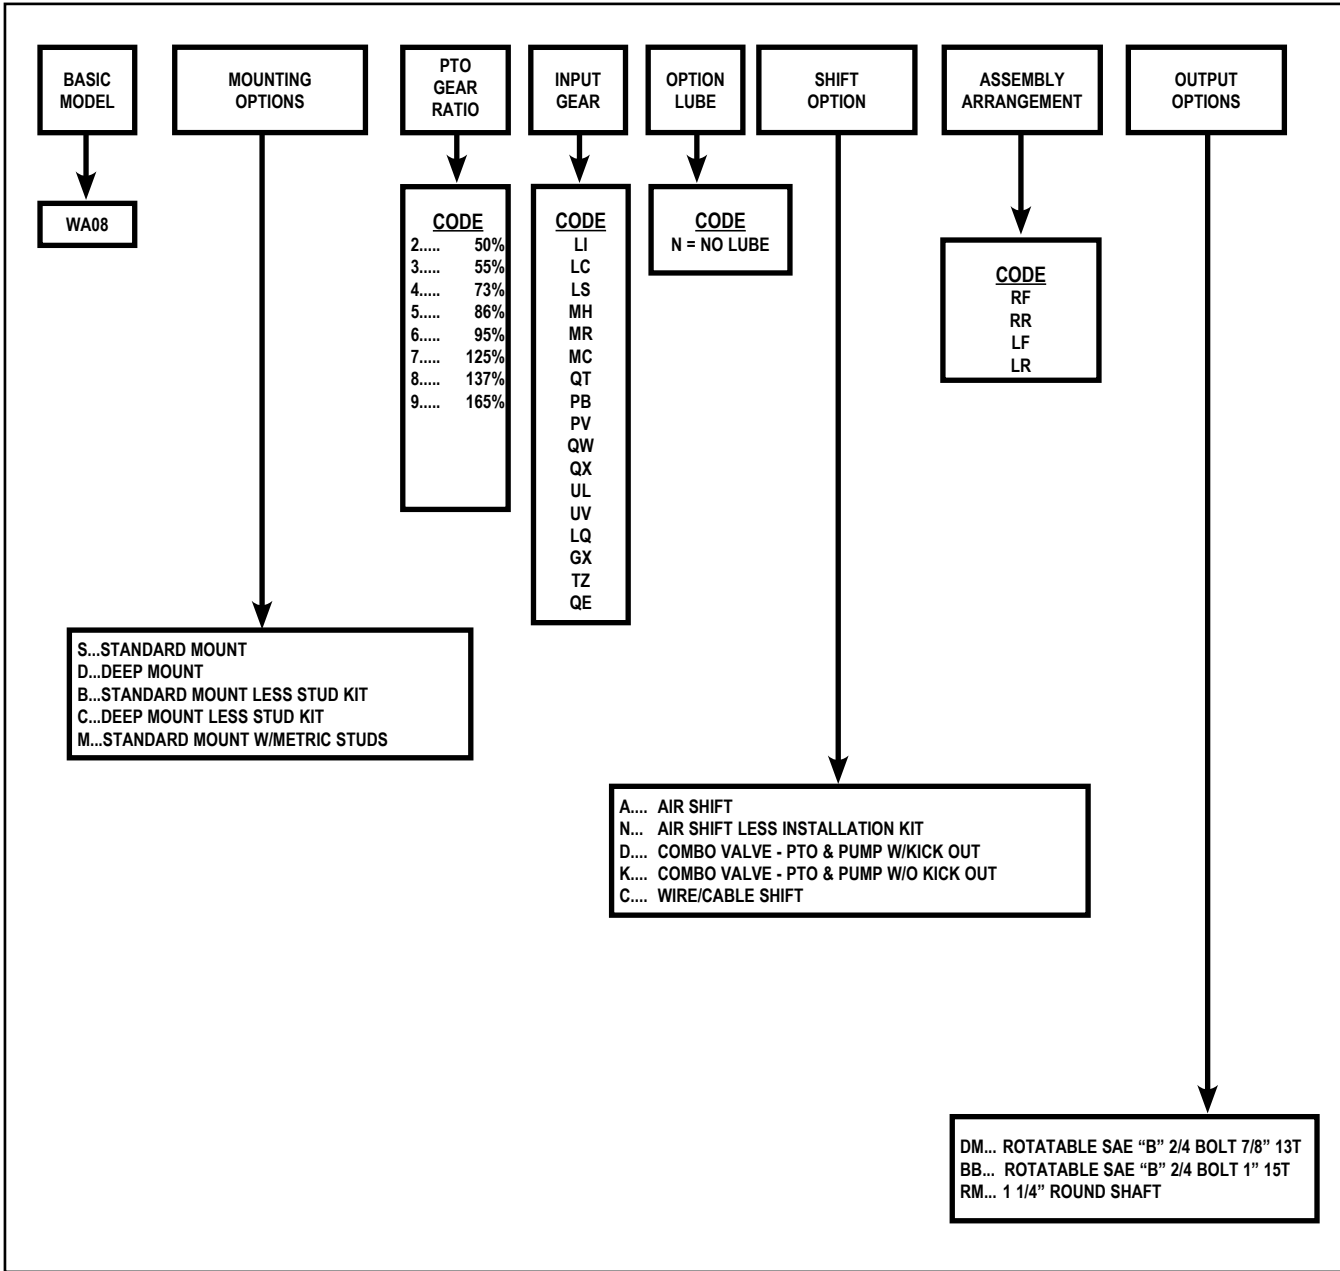 BASIC
MODEL
MOUNTING
OPTIONS
PTO
GEAR
RATIO
INPUT
GEAR
OPTION
LUBE
SHIFT
OPTION
ASSEMBLY
ARRANGEMENT
OUTPUT
OPTIONS
WA08
CODE
2..... 50%
3..... 55%
4..... 73%
5..... 86%
6..... 95%
7..... 125%
8..... 137%
9..... 165%
CODE
LI
LC
LS
MH
MR
MC
QT
PB
PV
QW
QX
UL
UV
LQ
GX
TZ
QE
CODE
N = NO LUBE
CODE
RF
RR
LF
LR
S...STANDARD MOUNT
D...DEEP MOUNT
B...STANDARD MOUNT LESS STUD KIT
C...DEEP MOUNT LESS STUD KIT
M...STANDARD MOUNT W/METRIC STUDS
A.... AIR SHIFT
N... AIR SHIFT LESS INSTALLATION KIT
D.... COMBO VALVE - PTO & PUMP W/KICK OUT
K.... COMBO VALVE - PTO & PUMP W/O KICK OUT
C.... WIRE/CABLE SHIFT
DM... ROTATABLE SAE “B” 2/4 BOLT 7/8” 13T
BB... ROTATABLE SAE “B” 2/4 BOLT 1” 15T
RM... 1 1/4” ROUND SHAFT